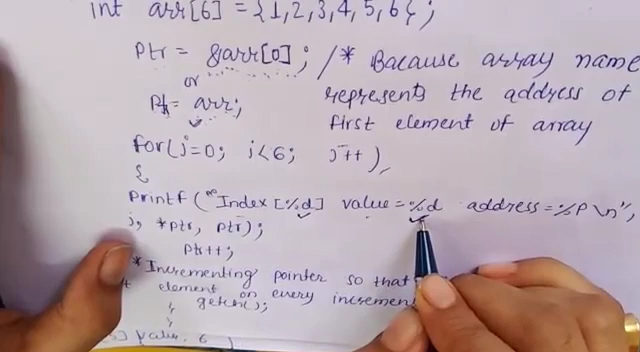 int arr[6] = {1,2,3,4,5,6};
Ptr = &arr[0]; /* Bacause array name
or represents the address of
Ptr = arr; first element of array
for(i=0; i<6; i++)
{
printf("Index[%d] value=%d address=%p\n",
i, *ptr, ptr);
ptr++;
*Incrementing pointer so that
element on every increment
getch();
}
}
value. 6